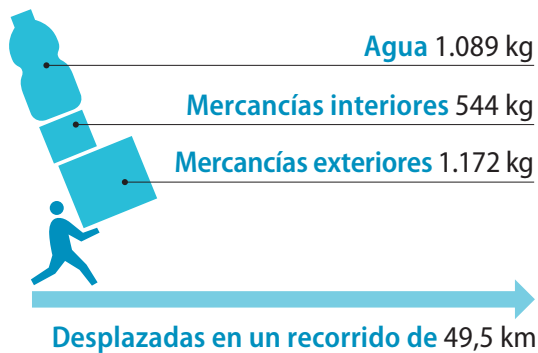 Agua 1.089 kg
Mercancías interiores 544 kg
Mercancías exteriores 1.172 kg
Desplazadas en un recorrido de 49,5 km